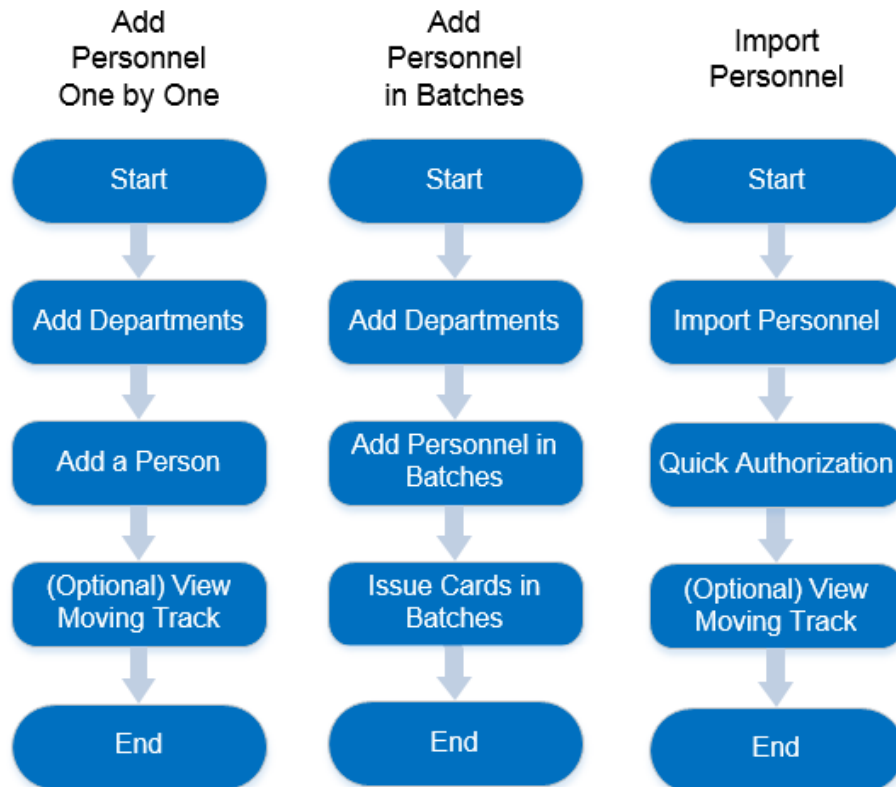 Add
Personnel
One by One
Start
Add Departments
Add a Person
(Optional) View
Moving Track
End
Add
Personnel
in Batches
Start
Add Departments
Add Personnel in
Batches
Issue Cards in
Batches
End
Import
Personnel
Start
Import Personnel
Quick Authorization
(Optional) View
Moving Track
End